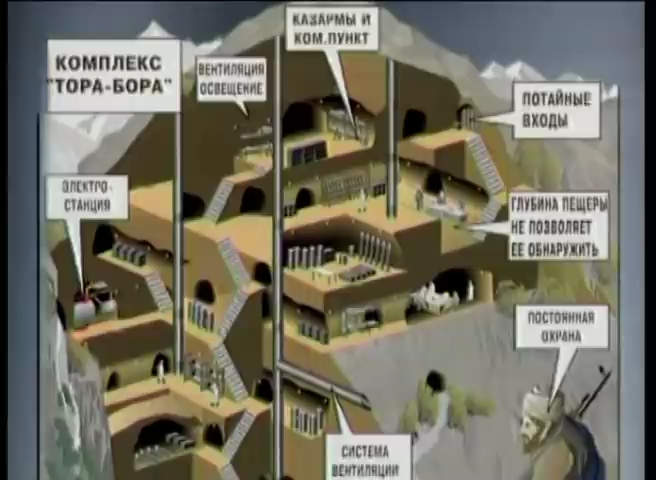 КАЗАРМЫ И
КОМ.ПУНКТ
КОМПЛЕКС
"ТОРА-БОРА"
ВЕНТИЛЯЦИЯ
ОСВЕЩЕНИЕ
ПОТАЙНЫЕ
ВХОДЫ
ЭЛЕКТРО-
СТАНЦИЯ
ГЛУБИНА ПЕЩЕРЫ
НЕ ПОЗВОЛЯЕТ
ЕЕ ОБНАРУЖИТЬ
ПОСТОЯННАЯ
ОХРАНА
СИСТЕМА
ВЕНТИЛЯЦИИ